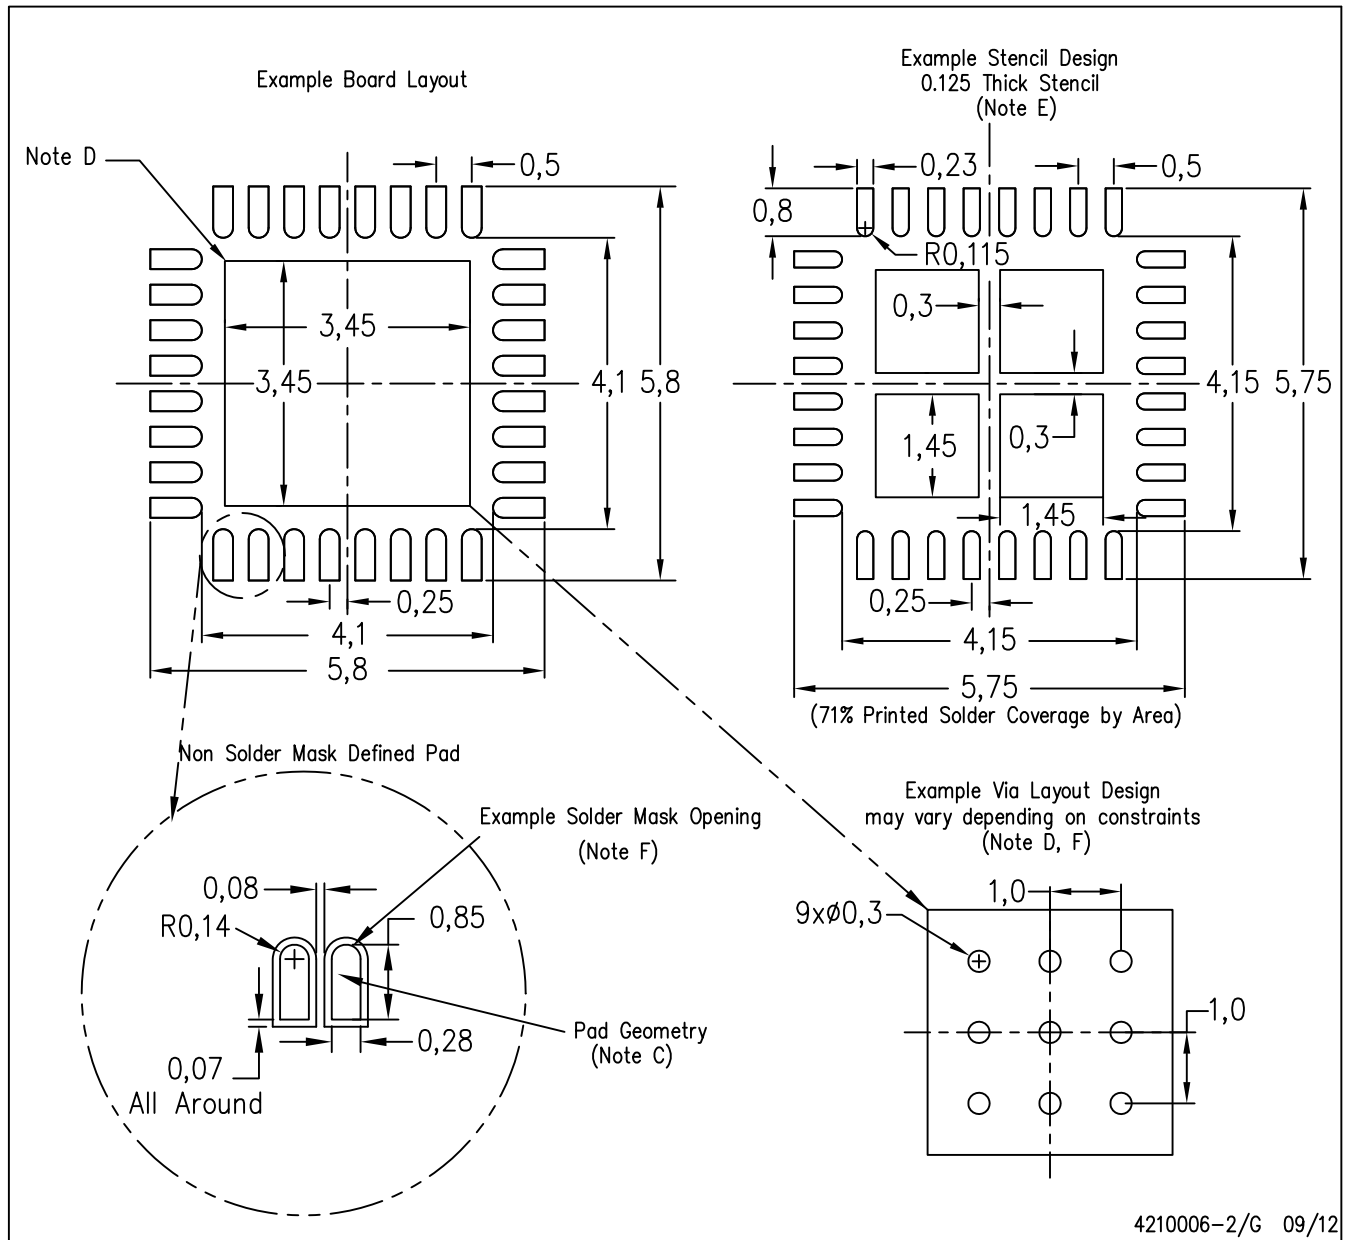 Example Board Layout
Note D
0,5
3,45
3,45
4,1
5,8
0,25
4,1
5,8
Example Stencil Design
0.125 Thick Stencil
(Note E)
0,23
0,5
0,8
R0,115
0,3
4,15
5,75
1,45
0,3
1,45
0,25
4,15
5,75
(71% Printed Solder Coverage by Area)
Non Solder Mask Defined Pad
Example Solder Mask Opening
(Note F)
0,08
R0,14
0,85
Pad Geometry
(Note C)
0,28
0,07
All Around
Example Via Layout Design
may vary depending on constraints
(Note D, F)
1,0
9xø0,3
1,0
4210006-2/G 09/12